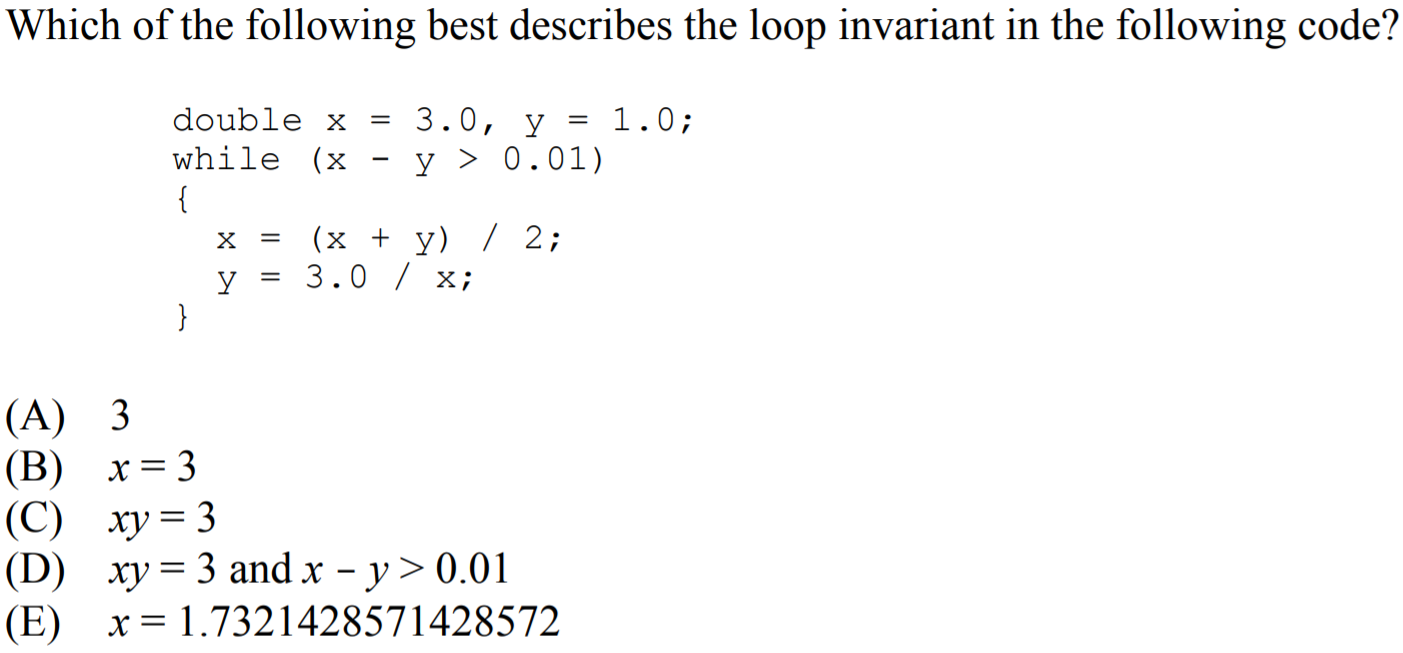 Which of the following best describes the loop invariant in the following code?
double x = 3.0, y = 1.0;
while (x - y > 0.01)
{
x = (x + y) / 2;
y = 3.0 / x;
}
(A) 3
(B) x = 3
(C) xy = 3
(D) xy = 3 and x − y > 0.01
(E) x = 1.7321428571428572